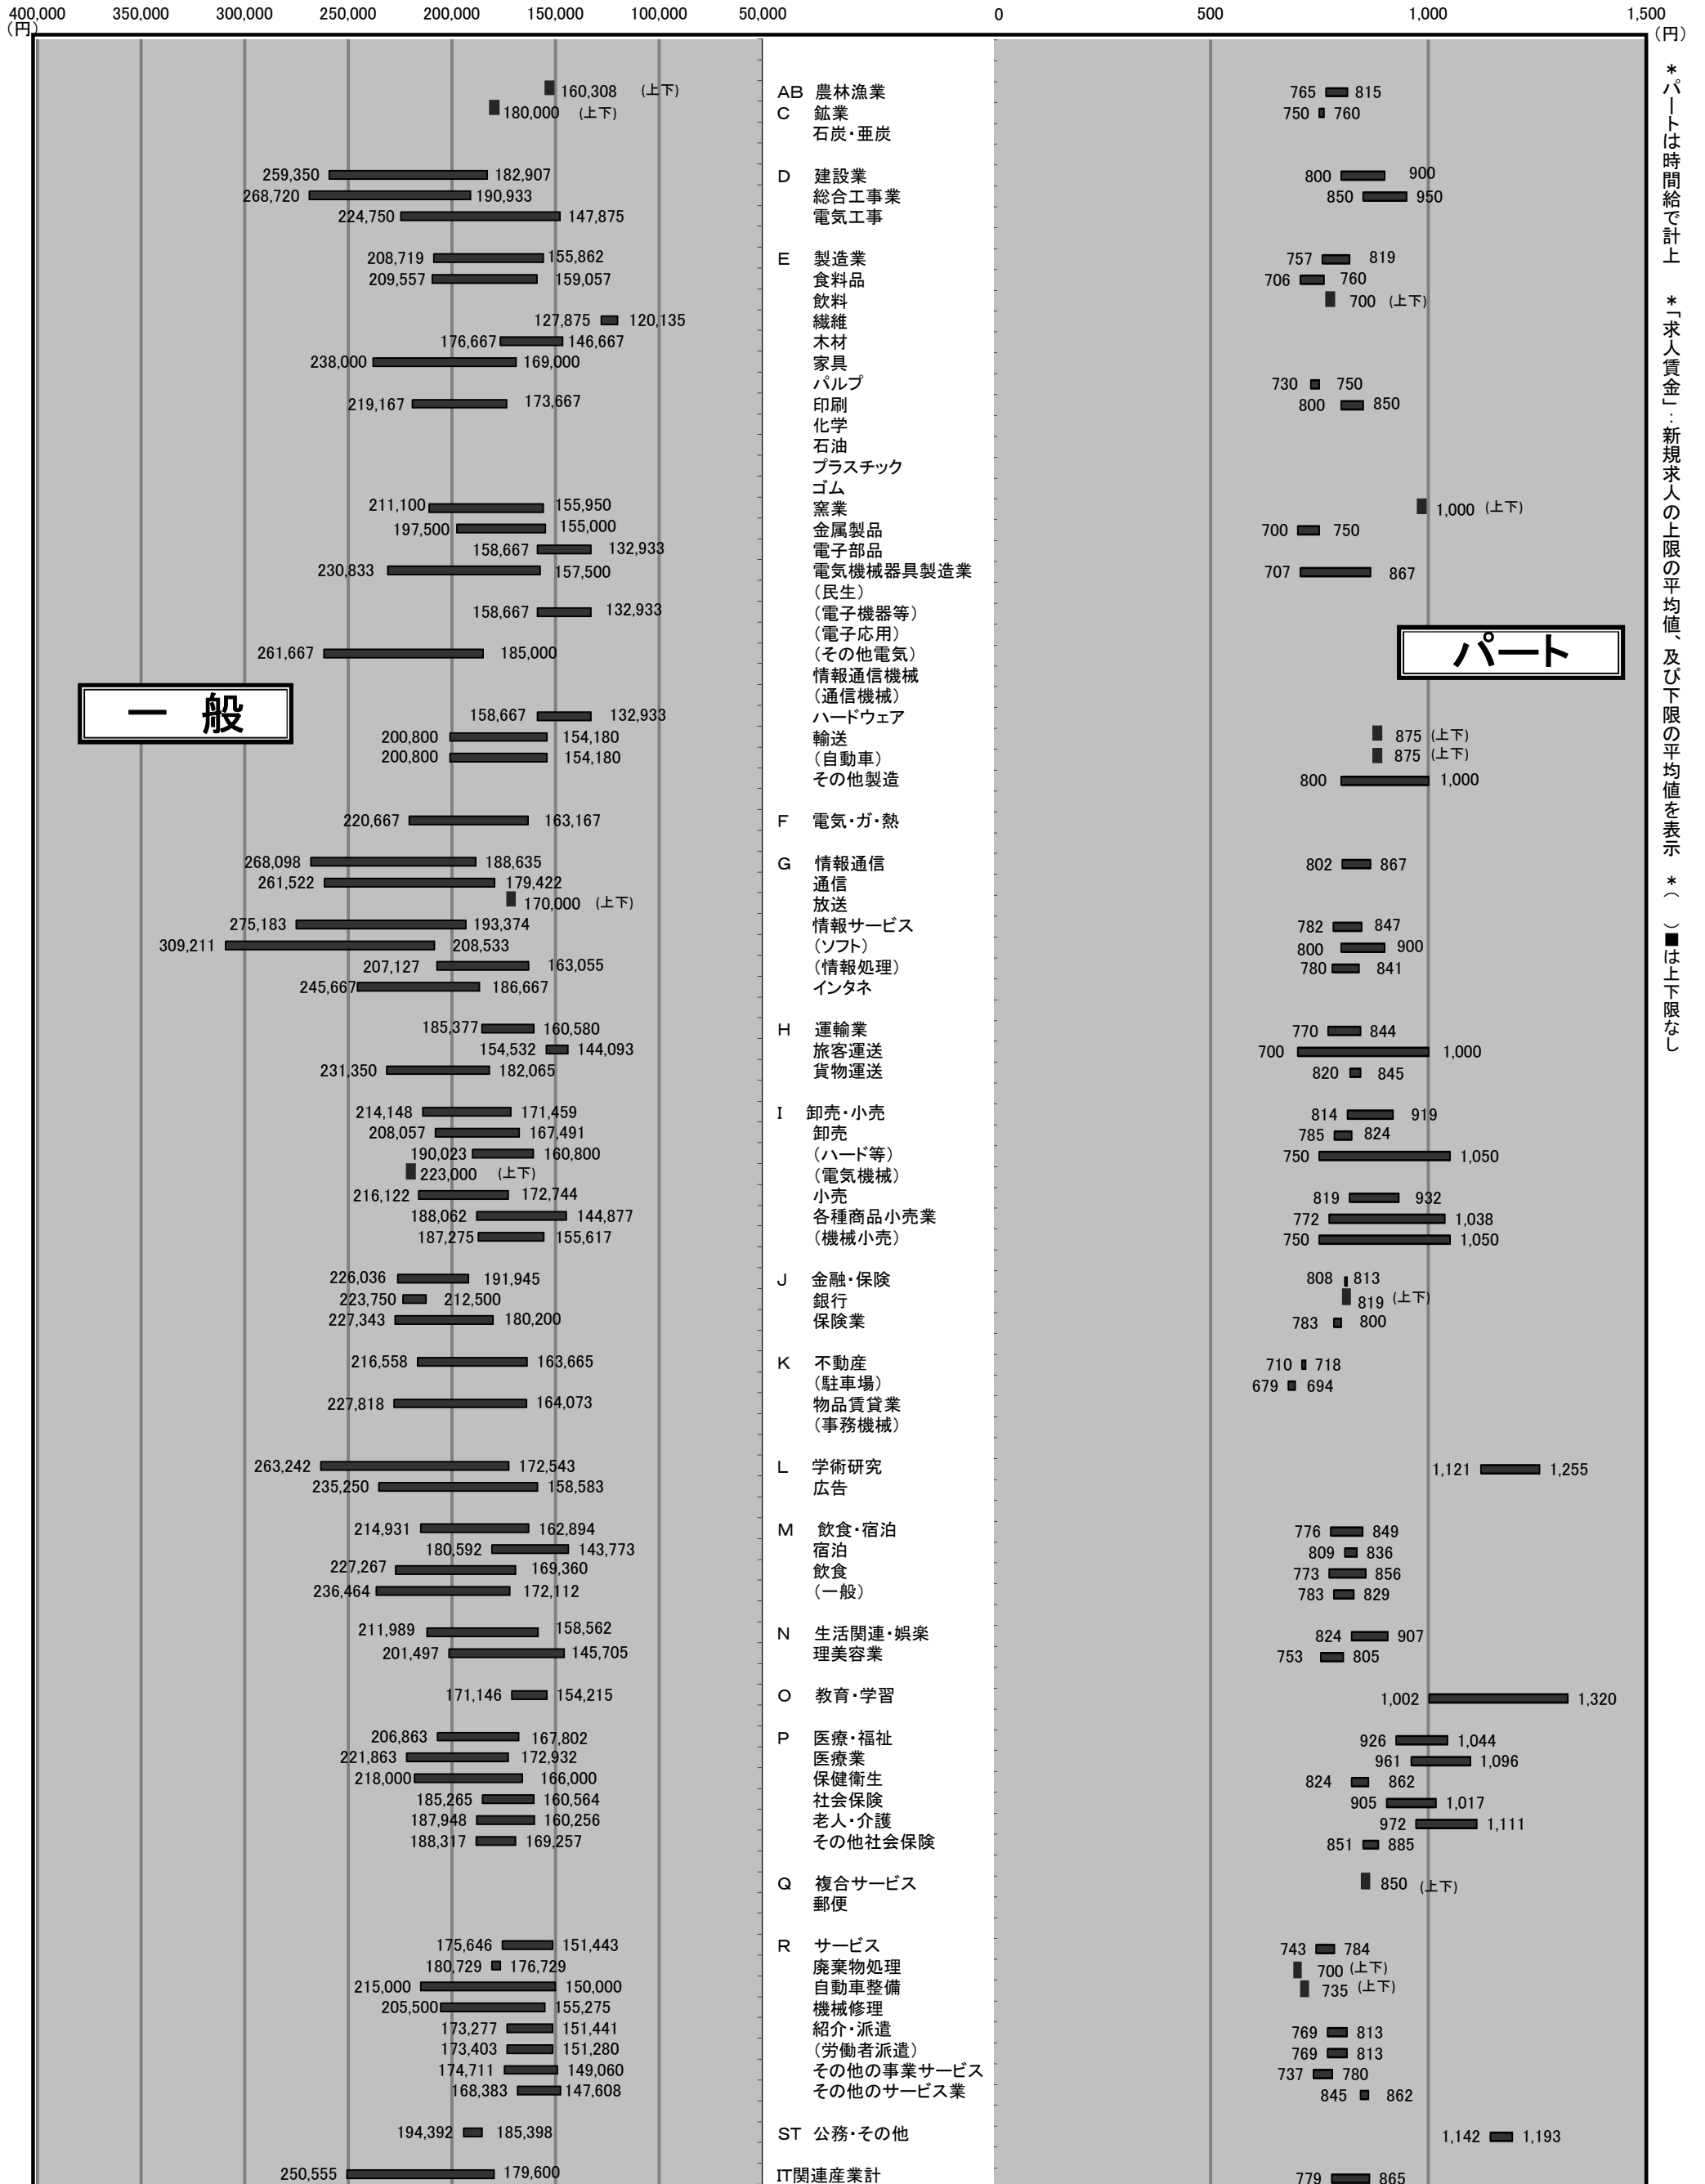 400,000 350,000 300,000 250,000 200,000 150,000 100,000 50,000 0 500 1,000 1,500
(円) (円)
160,308 (上下) AB 農林漁業 765 815
180,000 (上下) C 鉱業 750 760
石炭・亜炭
259,350 182,907 D 建設業 800 900
268,720 190,933 総合工事業 850 950
224,750 147,875 電気工事
208,719 155,862 E 製造業 757 819
209,557 159,057 食料品 706 760
飲料 700 (上下)
127,875 120,135 繊維
176,667 146,667 木材
238,000 169,000 家具
パルプ 730 750
219,167 173,667 印刷 800 850
化学
石油
プラスチック
ゴム
211,100 155,950 窯業 1,000 (上下)
197,500 155,000 金属製品 700 750
158,667 132,933 電子部品
230,833 157,500 電気機械器具製造業 707 867
(民生)
158,667 132,933 (電子機器等)
(電子応用)
261,667 185,000 (その他電気)
パート
情報通信機械
(通信機械)
一 般
158,667 132,933 ハードウェア
200,800 154,180 輸送 875 (上下)
200,800 154,180 (自動車) 875 (上下)
その他製造 800 1,000
220,667 163,167 F 電気・ガ・熱
268,098 188,635 G 情報通信 802 867
261,522 179,422 通信
170,000 (上下) 放送
275,183 193,374 情報サービス 782 847
309,211 208,533 (ソフト) 800 900
207,127 163,055 (情報処理) 780 841
245,667 186,667 インタネ
185,377 160,580 H 運輸業 770 844
154,532 144,093 旅客運送 700 1,000
231,350 182,065 貨物運送 820 845
214,148 171,459 I 卸売・小売 814 919
208,057 167,491 卸売 785 824
190,023 160,800 (ハード等) 750 1,050
223,000 (上下) (電気機械)
216,122 172,744 小売 819 932
188,062 144,877 各種商品小売業 772 1,038
187,275 155,617 (機械小売) 750 1,050
226,036 191,945 J 金融・保険 808 813
223,750 212,500 銀行 819 (上下)
227,343 180,200 保険業 783 800
216,558 163,665 K 不動産 710 718
(駐車場) 679 694
227,818 164,073 物品賃貸業
(事務機械)
263,242 172,543 L 学術研究 1,121 1,255
235,250 158,583 広告
214,931 162,894 M 飲食・宿泊 776 849
180,592 143,773 宿泊 809 836
227,267 169,360 飲食 773 856
236,464 172,112 (一般) 783 829
211,989 158,562 N 生活関連・娯楽 824 907
201,497 145,705 理美容業 753 805
171,146 154,215 O 教育・学習 1,002 1,320
206,863 167,802 P 医療・福祉 926 1,044
221,863 172,932 医療業 961 1,096
218,000 166,000 保健衛生 824 862
185,265 160,564 社会保険 905 1,017
187,948 160,256 老人・介護 972 1,111
188,317 169,257 その他社会保険 851 885
Q 複合サービス 850 (上下)
郵便
175,646 151,443 R サービス 743 784
180,729 176,729 廃棄物処理 700 (上下)
215,000 150,000 自動車整備 735 (上下)
205,500 155,275 機械修理
173,277 151,441 紹介・派遣 769 813
173,403 151,280 (労働者派遣) 769 813
174,711 149,060 その他の事業サービス 737 780
168,383 147,608 その他のサービス業 845 862
194,392 185,398 ST 公務・その他 1,142 1,193
250,555 179,600 IT関連産業計 779 865
*パートは時間給で計上 *「求人賃金」:新規求人の上限の平均値、及び下限の平均値を表示 *( )■は上下限なし